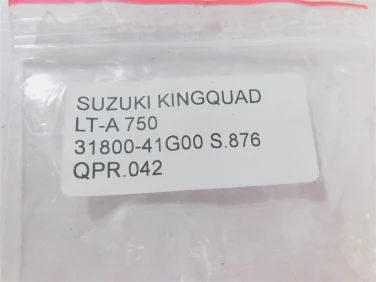 SUZUKI KINGQUAD
LT-A 750
31800-41G00 S.876
QPR.042